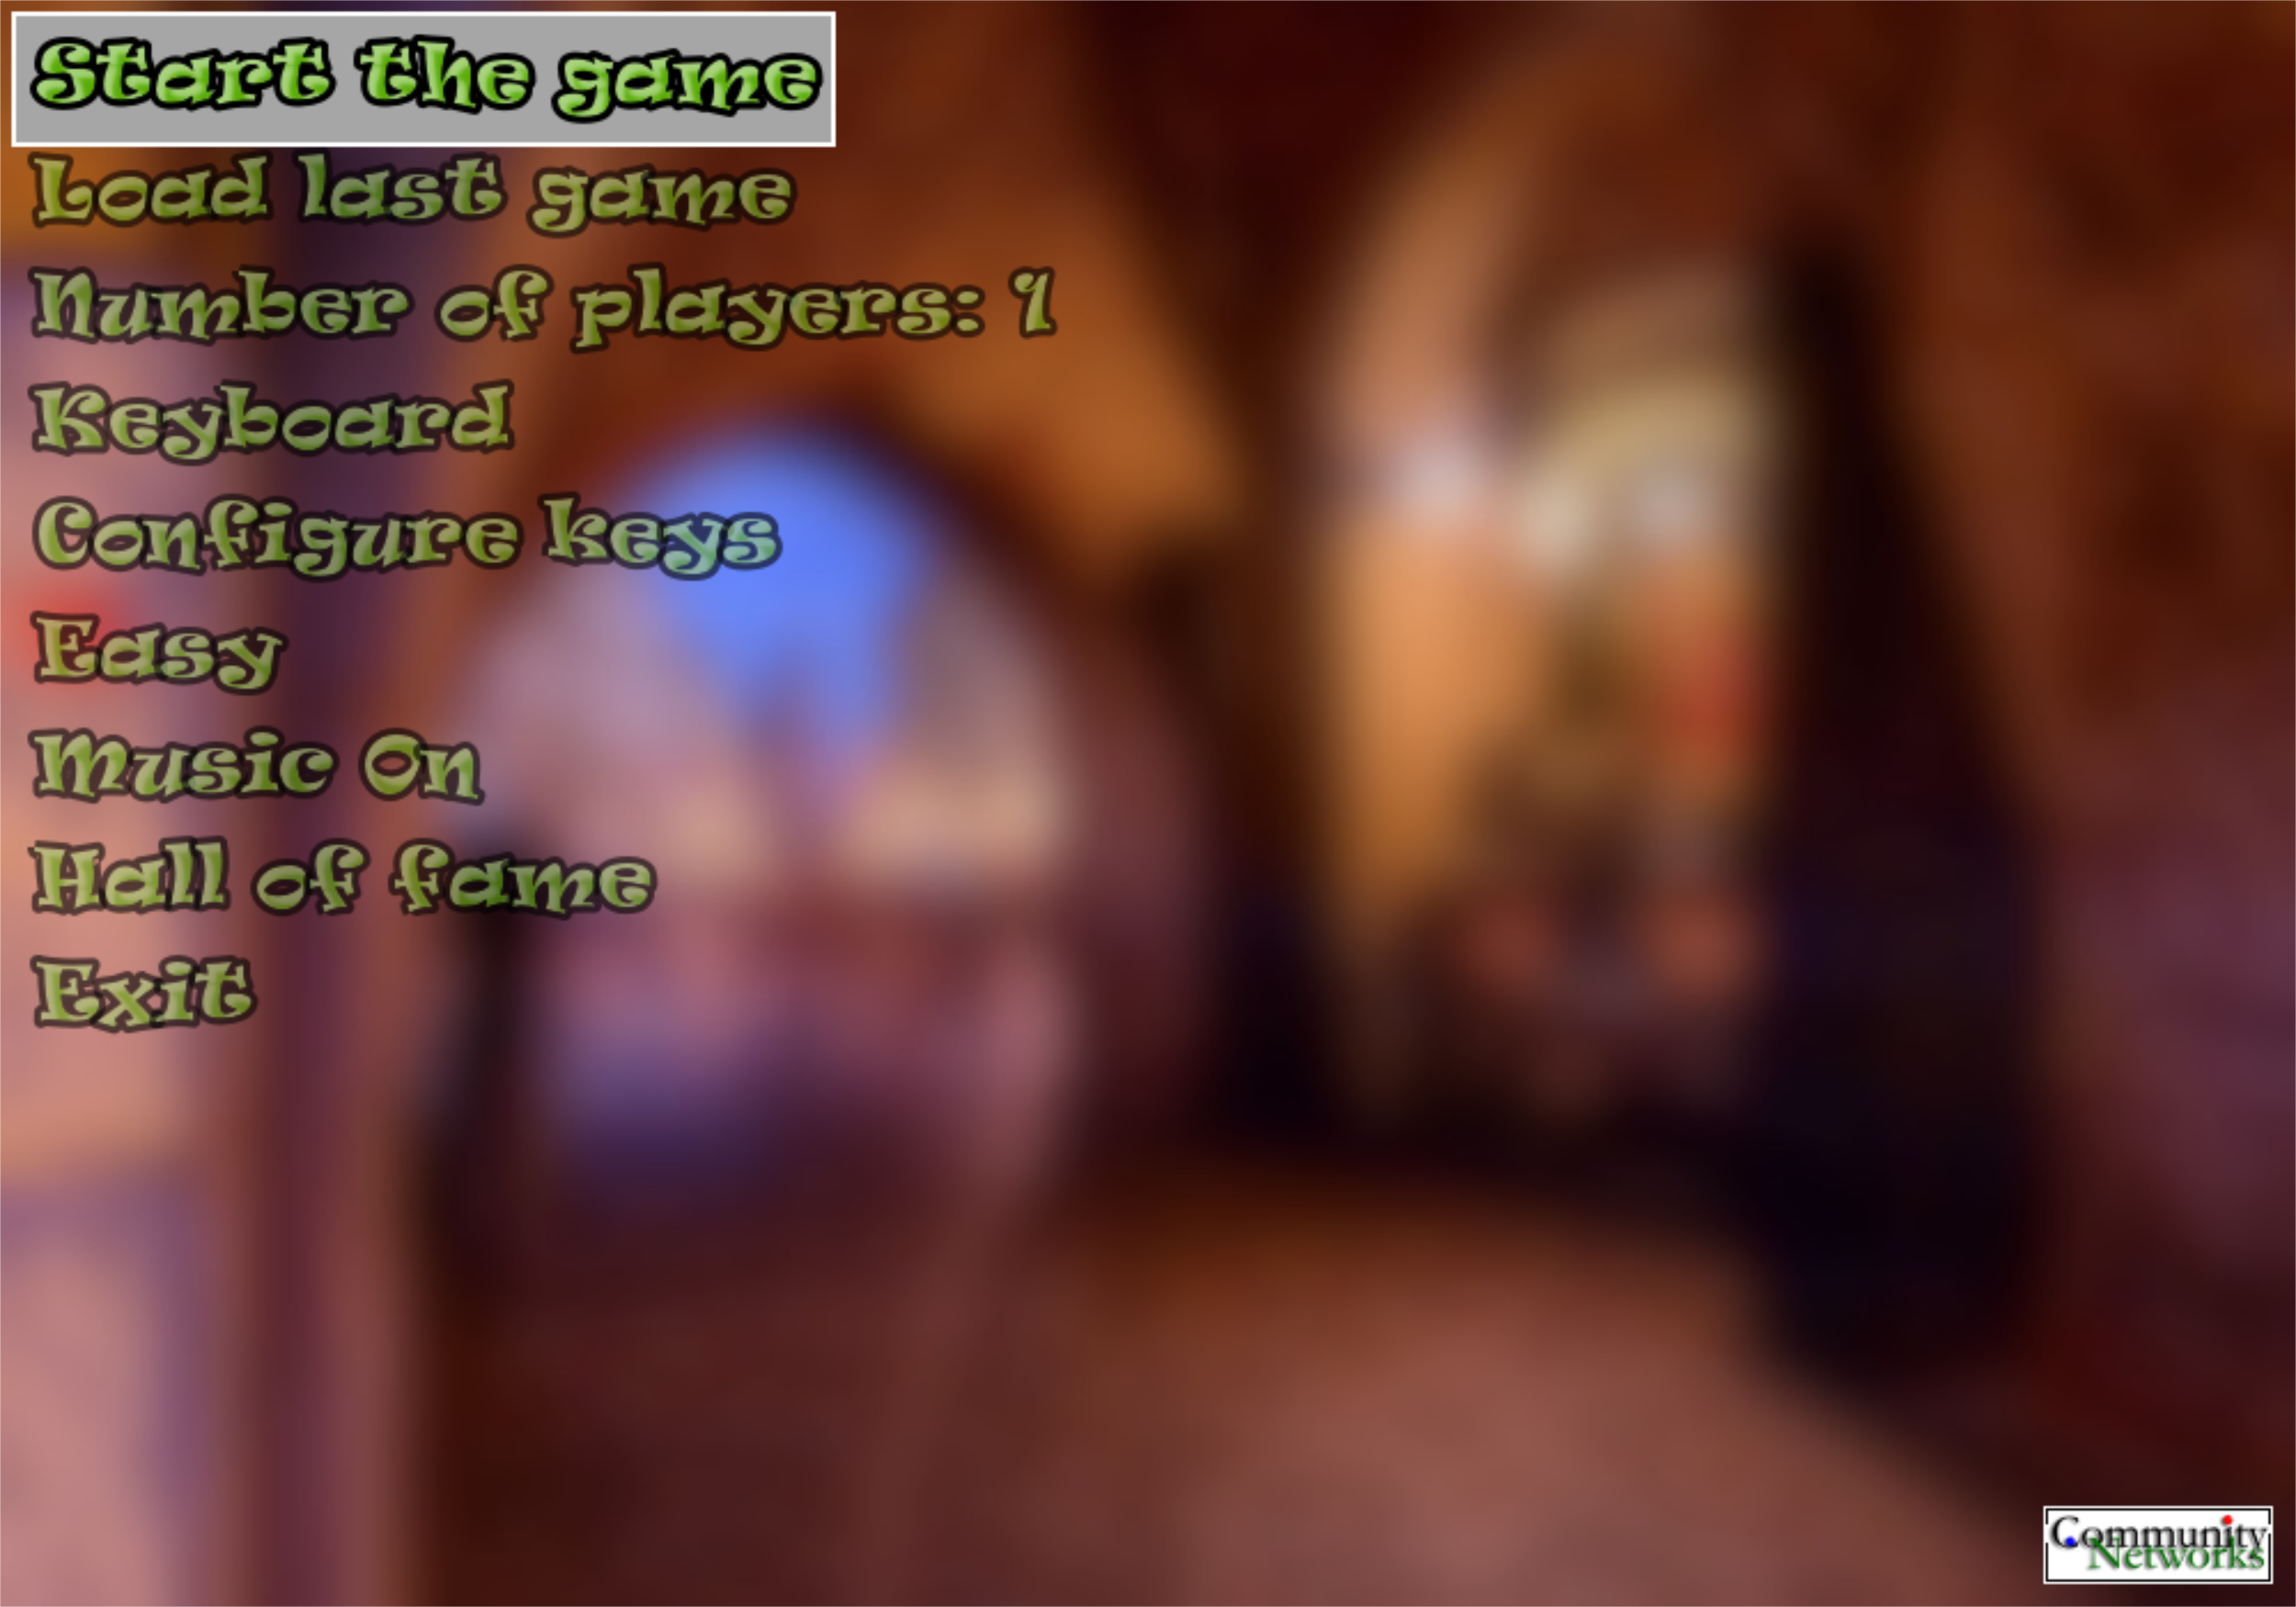 Start the game
Load last game
Number of players: 1
Keyboard
Configure keys
Easy
Music On
Hall of fame
Exit
Community
Networks